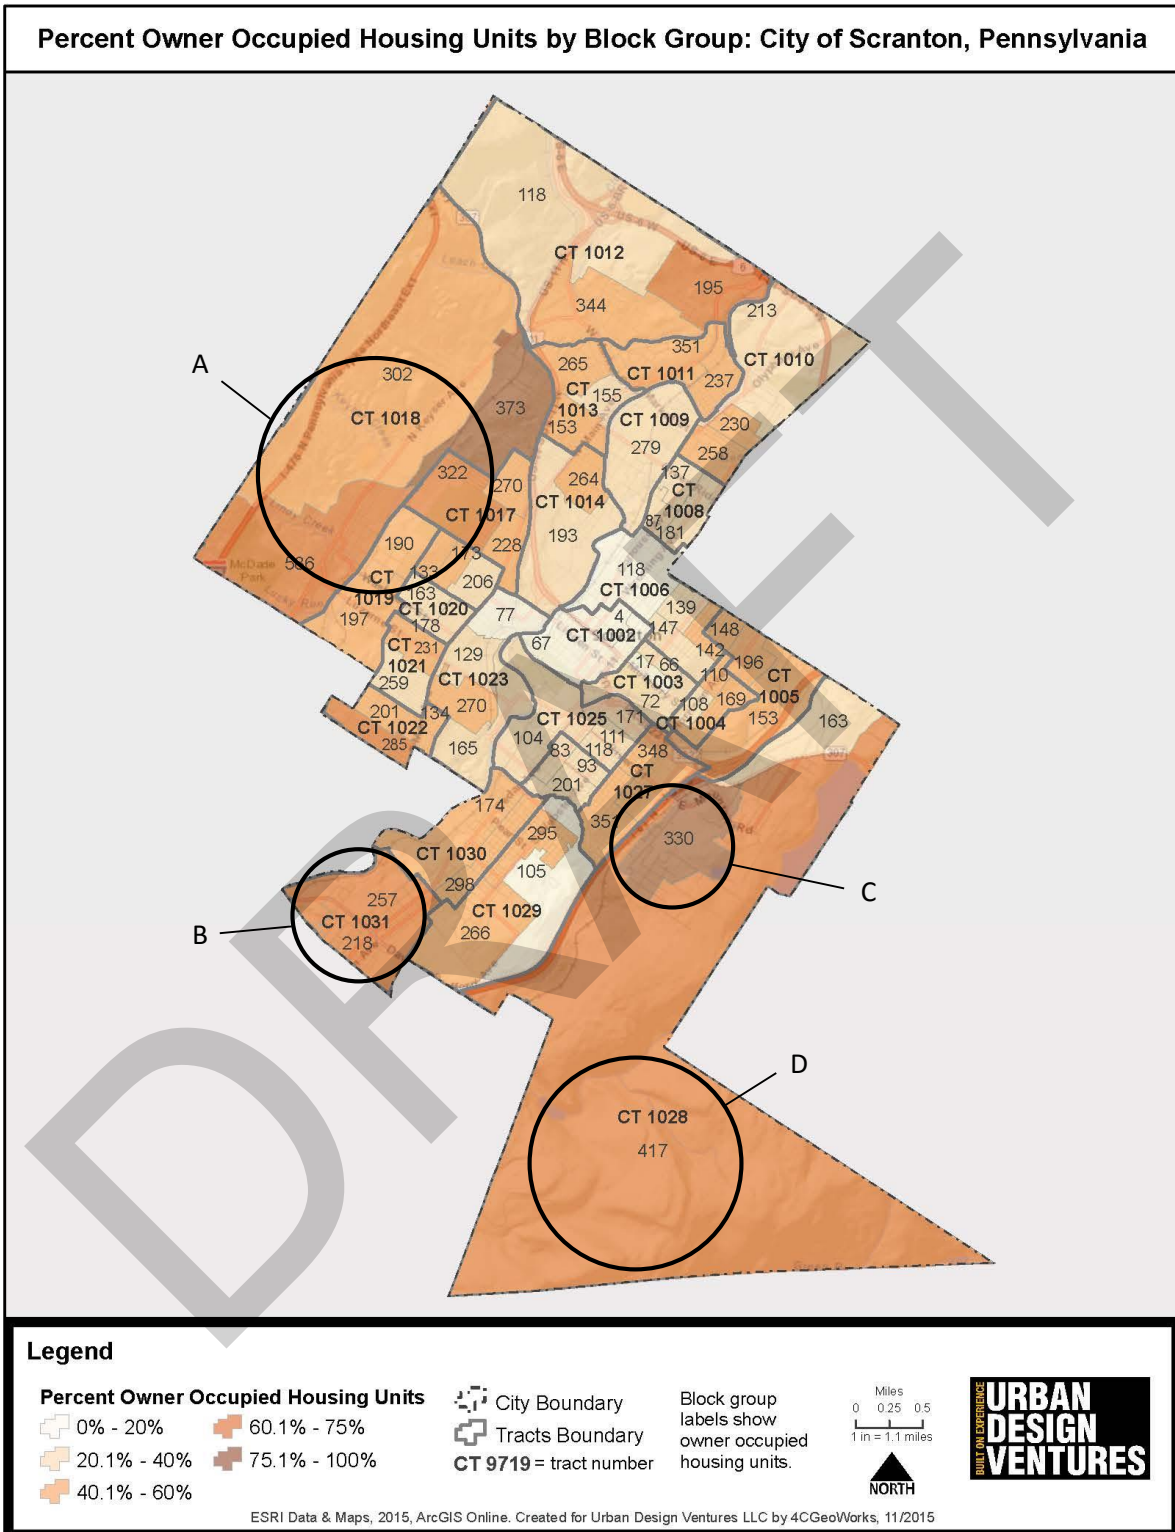 Percent Owner Occupied Housing Units by Block Group: City of Scranton, Pennsylvania
118
CT 1012
195
344
213
CT 1010
351
CT 1011
237
265
CT
1013
155
153
A
302
CT 1018
373
CT 1009
279
230
258
137
CT
1008
87
181
322
270
CT 1017
228
264
CT 1014
193
McDade
Park
586
190
173
133
206
CT
1019
163
CT 1020
178
197
77
118
CT 1006
139
4
CT 1002
147
67
148
142
196
CT
1005
17
66
110
CT 1003
72
108
169
153
CT 1004
163
CT
1021
231
259
129
CT 1023
270
134
165
201
CT 1022
285
CT 1025
171
104
111
83
118
93
201
348
CT
1027
351
174
295
CT 1030
298
105
CT 1029
266
330
C
257
CT 1031
218
B
D
CT 1028
417
DRAFT
Legend
Percent Owner Occupied Housing Units
0% - 20%
20.1% - 40%
40.1% - 60%
60.1% - 75%
75.1% - 100%
City Boundary
Tracts Boundary
CT 9719 = tract number
Block group
labels show
owner occupied
housing units.
Miles
0 0.25 0.5
1 in = 1.1 miles
NORTH
BUILT ON EXPERIENCE
URBAN
DESIGN
VENTURES
ESRI Data & Maps, 2015, ArcGIS Online. Created for Urban Design Ventures LLC by 4CGeoWorks, 11/2015